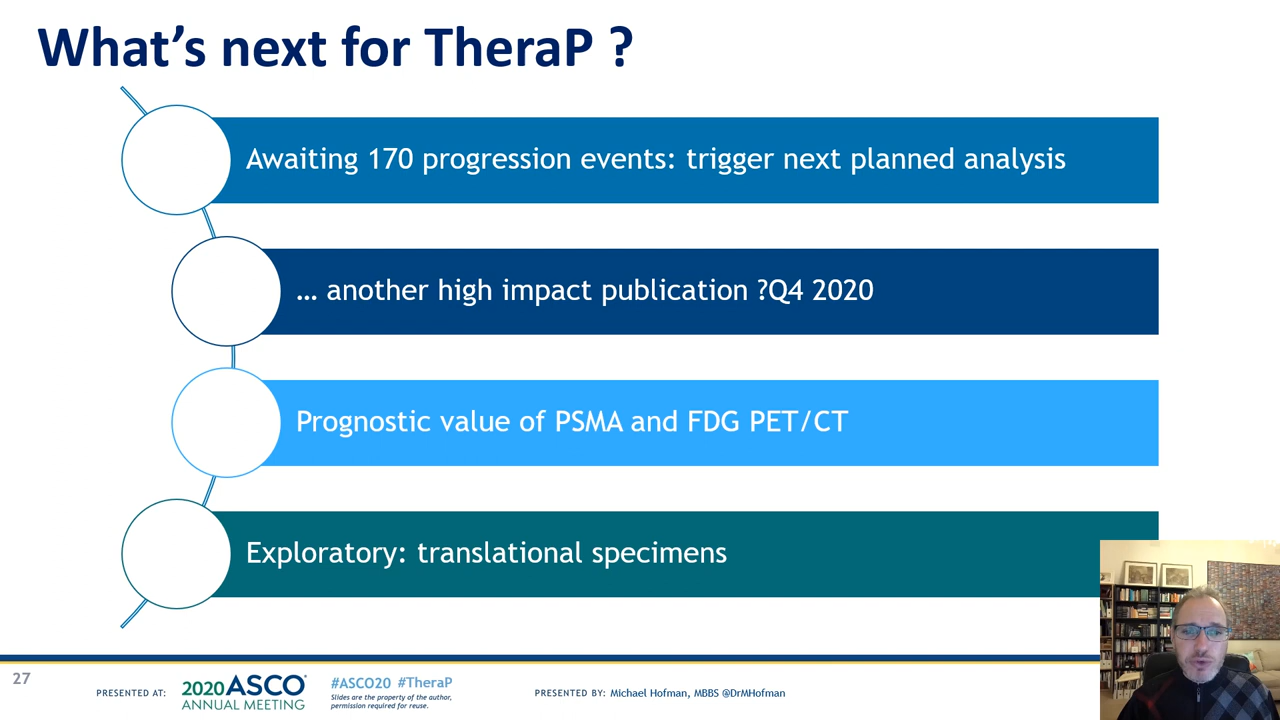 What's next for TheraP ?
Awaiting 170 progression events: trigger next planned analysis
... another high impact publication ?Q4 2020
Prognostic value of PSMA and FDG PET/CT
Exploratory: translational specimens
27
PRESENTED AT:
2020 ASCO
ANNUAL MEETING
#ASCO20 #TheraP
Slides are the property of the author,
permission required for reuse.
PRESENTED BY: Michael Hofman, MBBS @DrMHofman